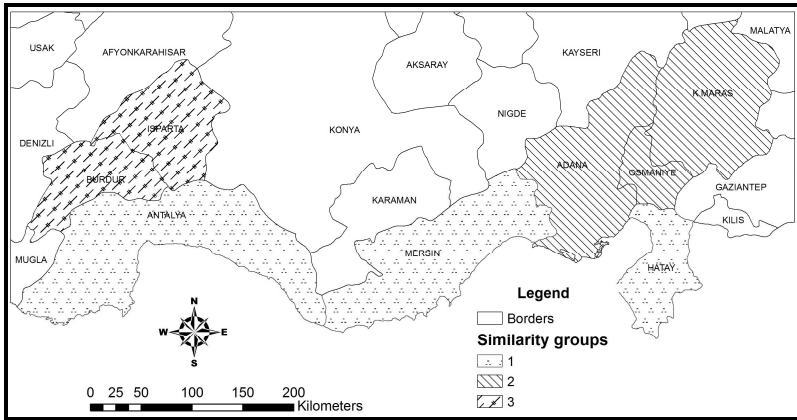 MALATYA
USAK
AFYONKARAHISAR
KAYSERI
AKSARAY
K.MARAS
NIGDE
ISPARTA
KONYA
DENIZLI
ADANA
OSMANIYE
BURDUR
GAZIANTEP
KARAMAN
ANTALYA
KILIS
MERSIN
MUGLA
HATAY
N
W E
S
Legend
Borders
Similarity groups
1
2
3
0 25 50 100 150 200
Kilometers